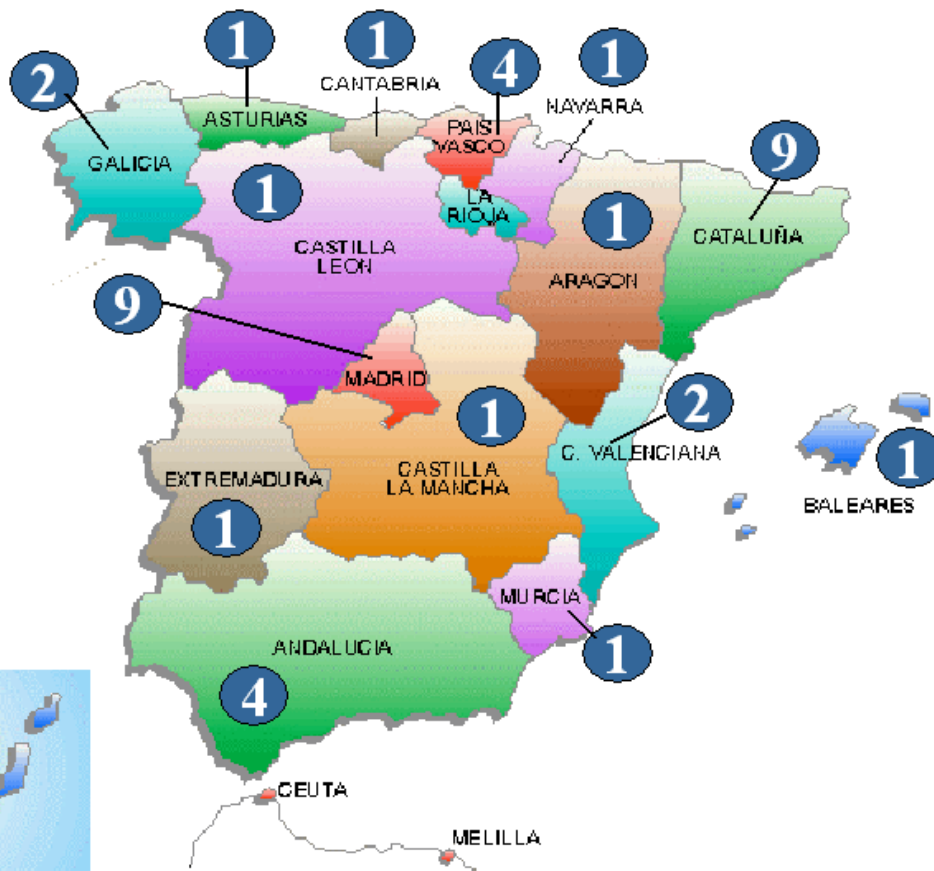 1
1
4
1
2
CANTABRIA
NAVARRA
ASTURIAS
PAIS
VASCO
GALICIA
9
1
LA
RIOJA
1
CATALUÑA
CASTILLA
LEON
ARAGON
9
MADRID
2
1
C. VALENCIANA
1
EXTREMADURA
CASTILLA
LA MANCHA
BALEARES
1
MURCIA
ANDALUCIA
1
4
CEUTA
MELILLA